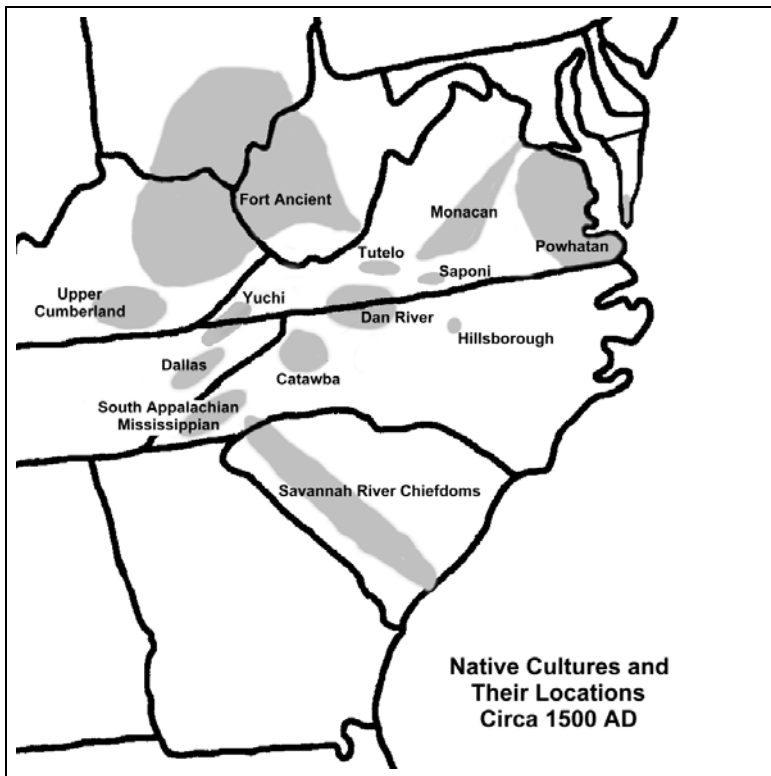 Fort Ancient
Monacan
Powhatan
Tutelo
Saponi
Upper
Cumberland
Yuchi
Dan River
Hillsborough
Dallas
Catawba
South Appalachian
Mississippian
Savannah River Chiefdoms
Native Cultures and
Their Locations
Circa 1500 AD